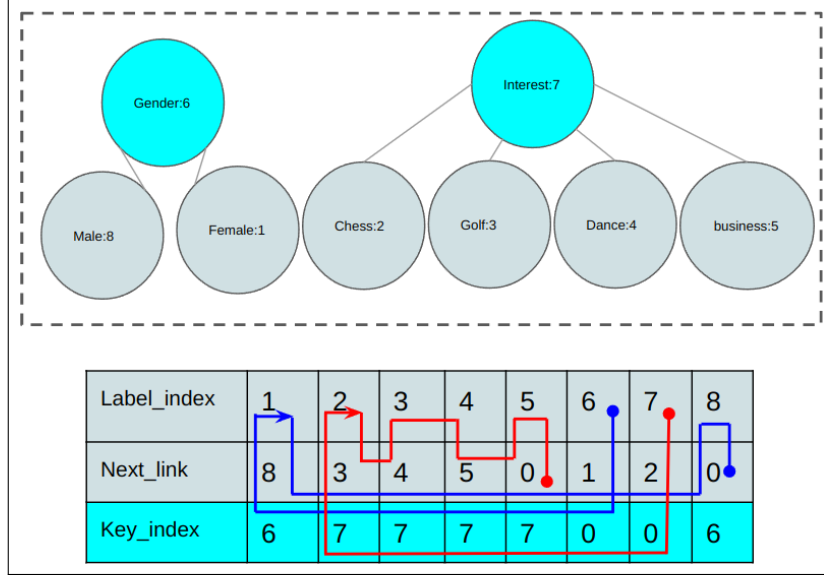 Gender:6
Interest:7
Male:8
Female:1
Chess:2
Golf:3
Dance:4
business:5
Label_index 1 2 3 4 5 6 7 8
Next_link 8 3 4 5 0 1 2 0
Key_index 6 7 7 7 7 0 0 6